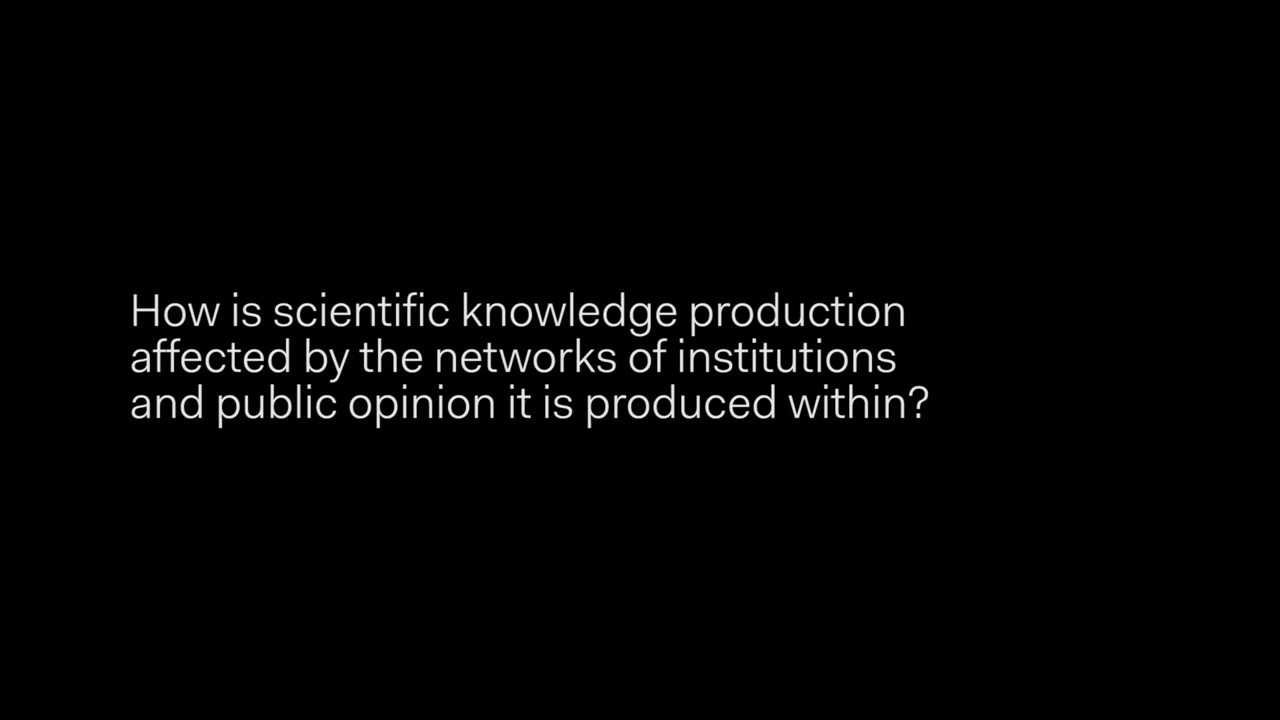 How is scientific knowledge production
affected by the networks of institutions
and public opinion it is produced within?